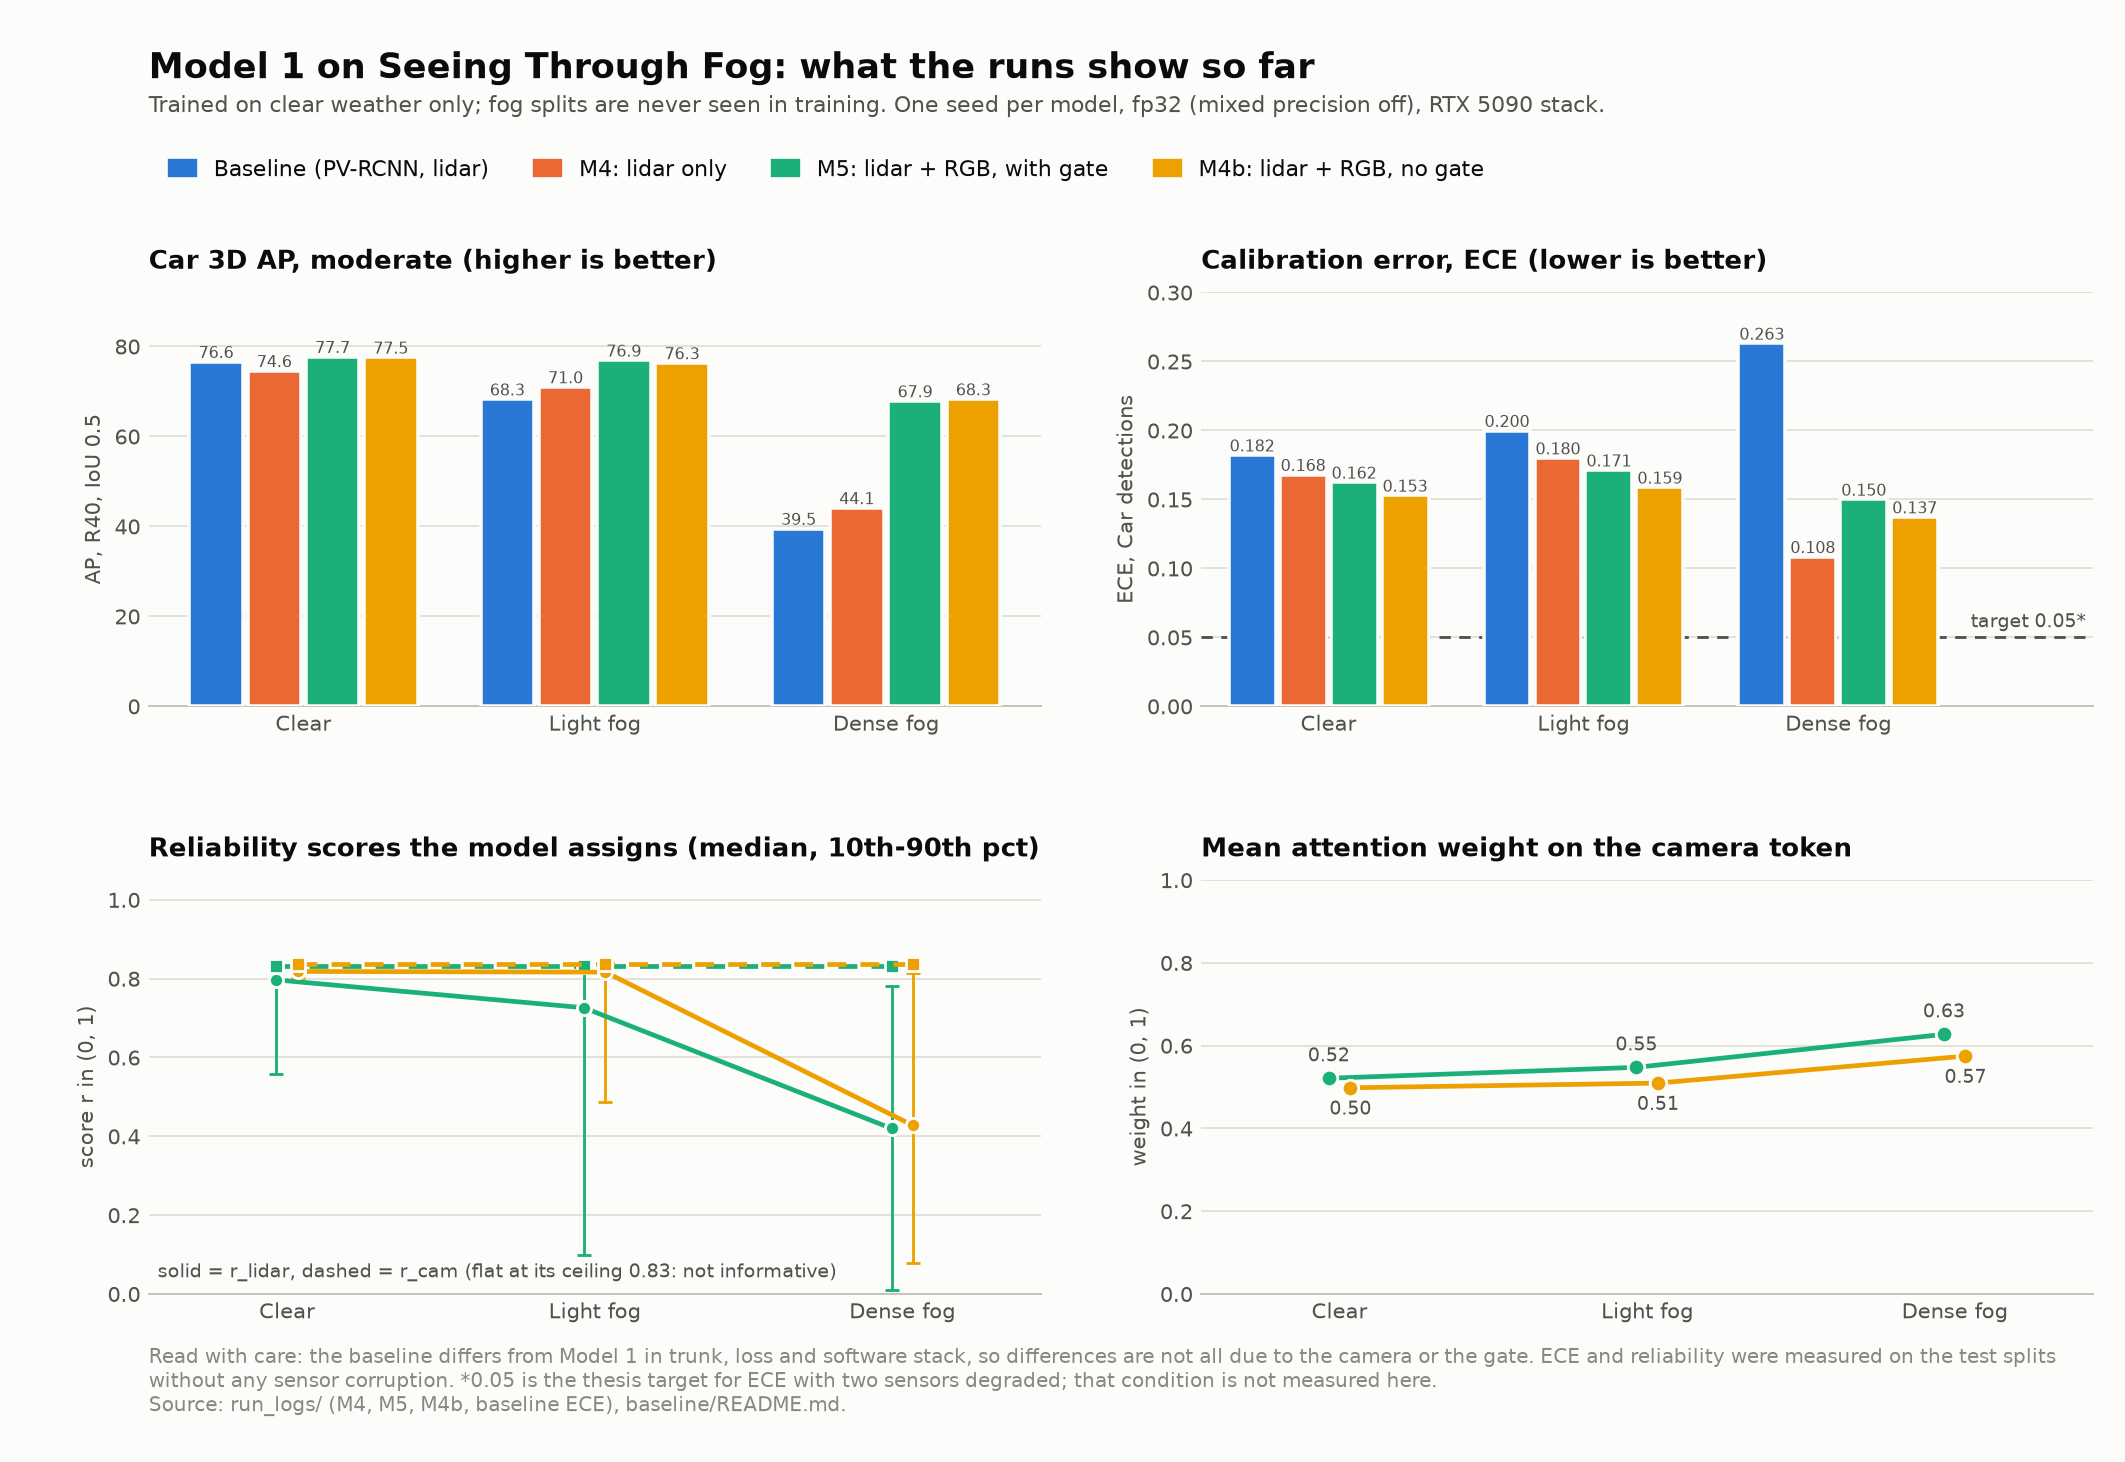 Model 1 on Seeing Through Fog: what the runs show so far
Trained on clear weather only; fog splits are never seen in training. One seed per model, fp32 (mixed precision off), RTX 5090 stack.
Baseline (PV-RCNN, lidar)
M4: lidar only
M5: lidar + RGB, with gate
M4b: lidar + RGB, no gate
Car 3D AP, moderate (higher is better)
AP, R40, IoU 0.5
80
60
40
20
0
76.6
74.6
77.7
77.5
68.3
71.0
76.9
76.3
39.5
44.1
67.9
68.3
Clear
Light fog
Dense fog
Calibration error, ECE (lower is better)
ECE, Car detections
0.30
0.25
0.20
0.15
0.10
0.05
0.00
0.182
0.168
0.162
0.153
0.200
0.180
0.171
0.159
0.263
0.108
0.150
0.137
target 0.05*
Clear
Light fog
Dense fog
Reliability scores the model assigns (median, 10th-90th pct)
score r in (0, 1)
1.0
0.8
0.6
0.4
0.2
0.0
solid = r_lidar, dashed = r_cam (flat at its ceiling 0.83: not informative)
Clear
Light fog
Dense fog
Mean attention weight on the camera token
weight in (0, 1)
1.0
0.8
0.6
0.4
0.2
0.0
0.52
0.50
0.55
0.51
0.63
0.57
Clear
Light fog
Dense fog
Read with care: the baseline differs from Model 1 in trunk, loss and software stack, so differences are not all due to the camera or the gate. ECE and reliability were measured on the test splits
without any sensor corruption. *0.05 is the thesis target for ECE with two sensors degraded; that condition is not measured here.
Source: run_logs/ (M4, M5, M4b, baseline ECE), baseline/README.md.